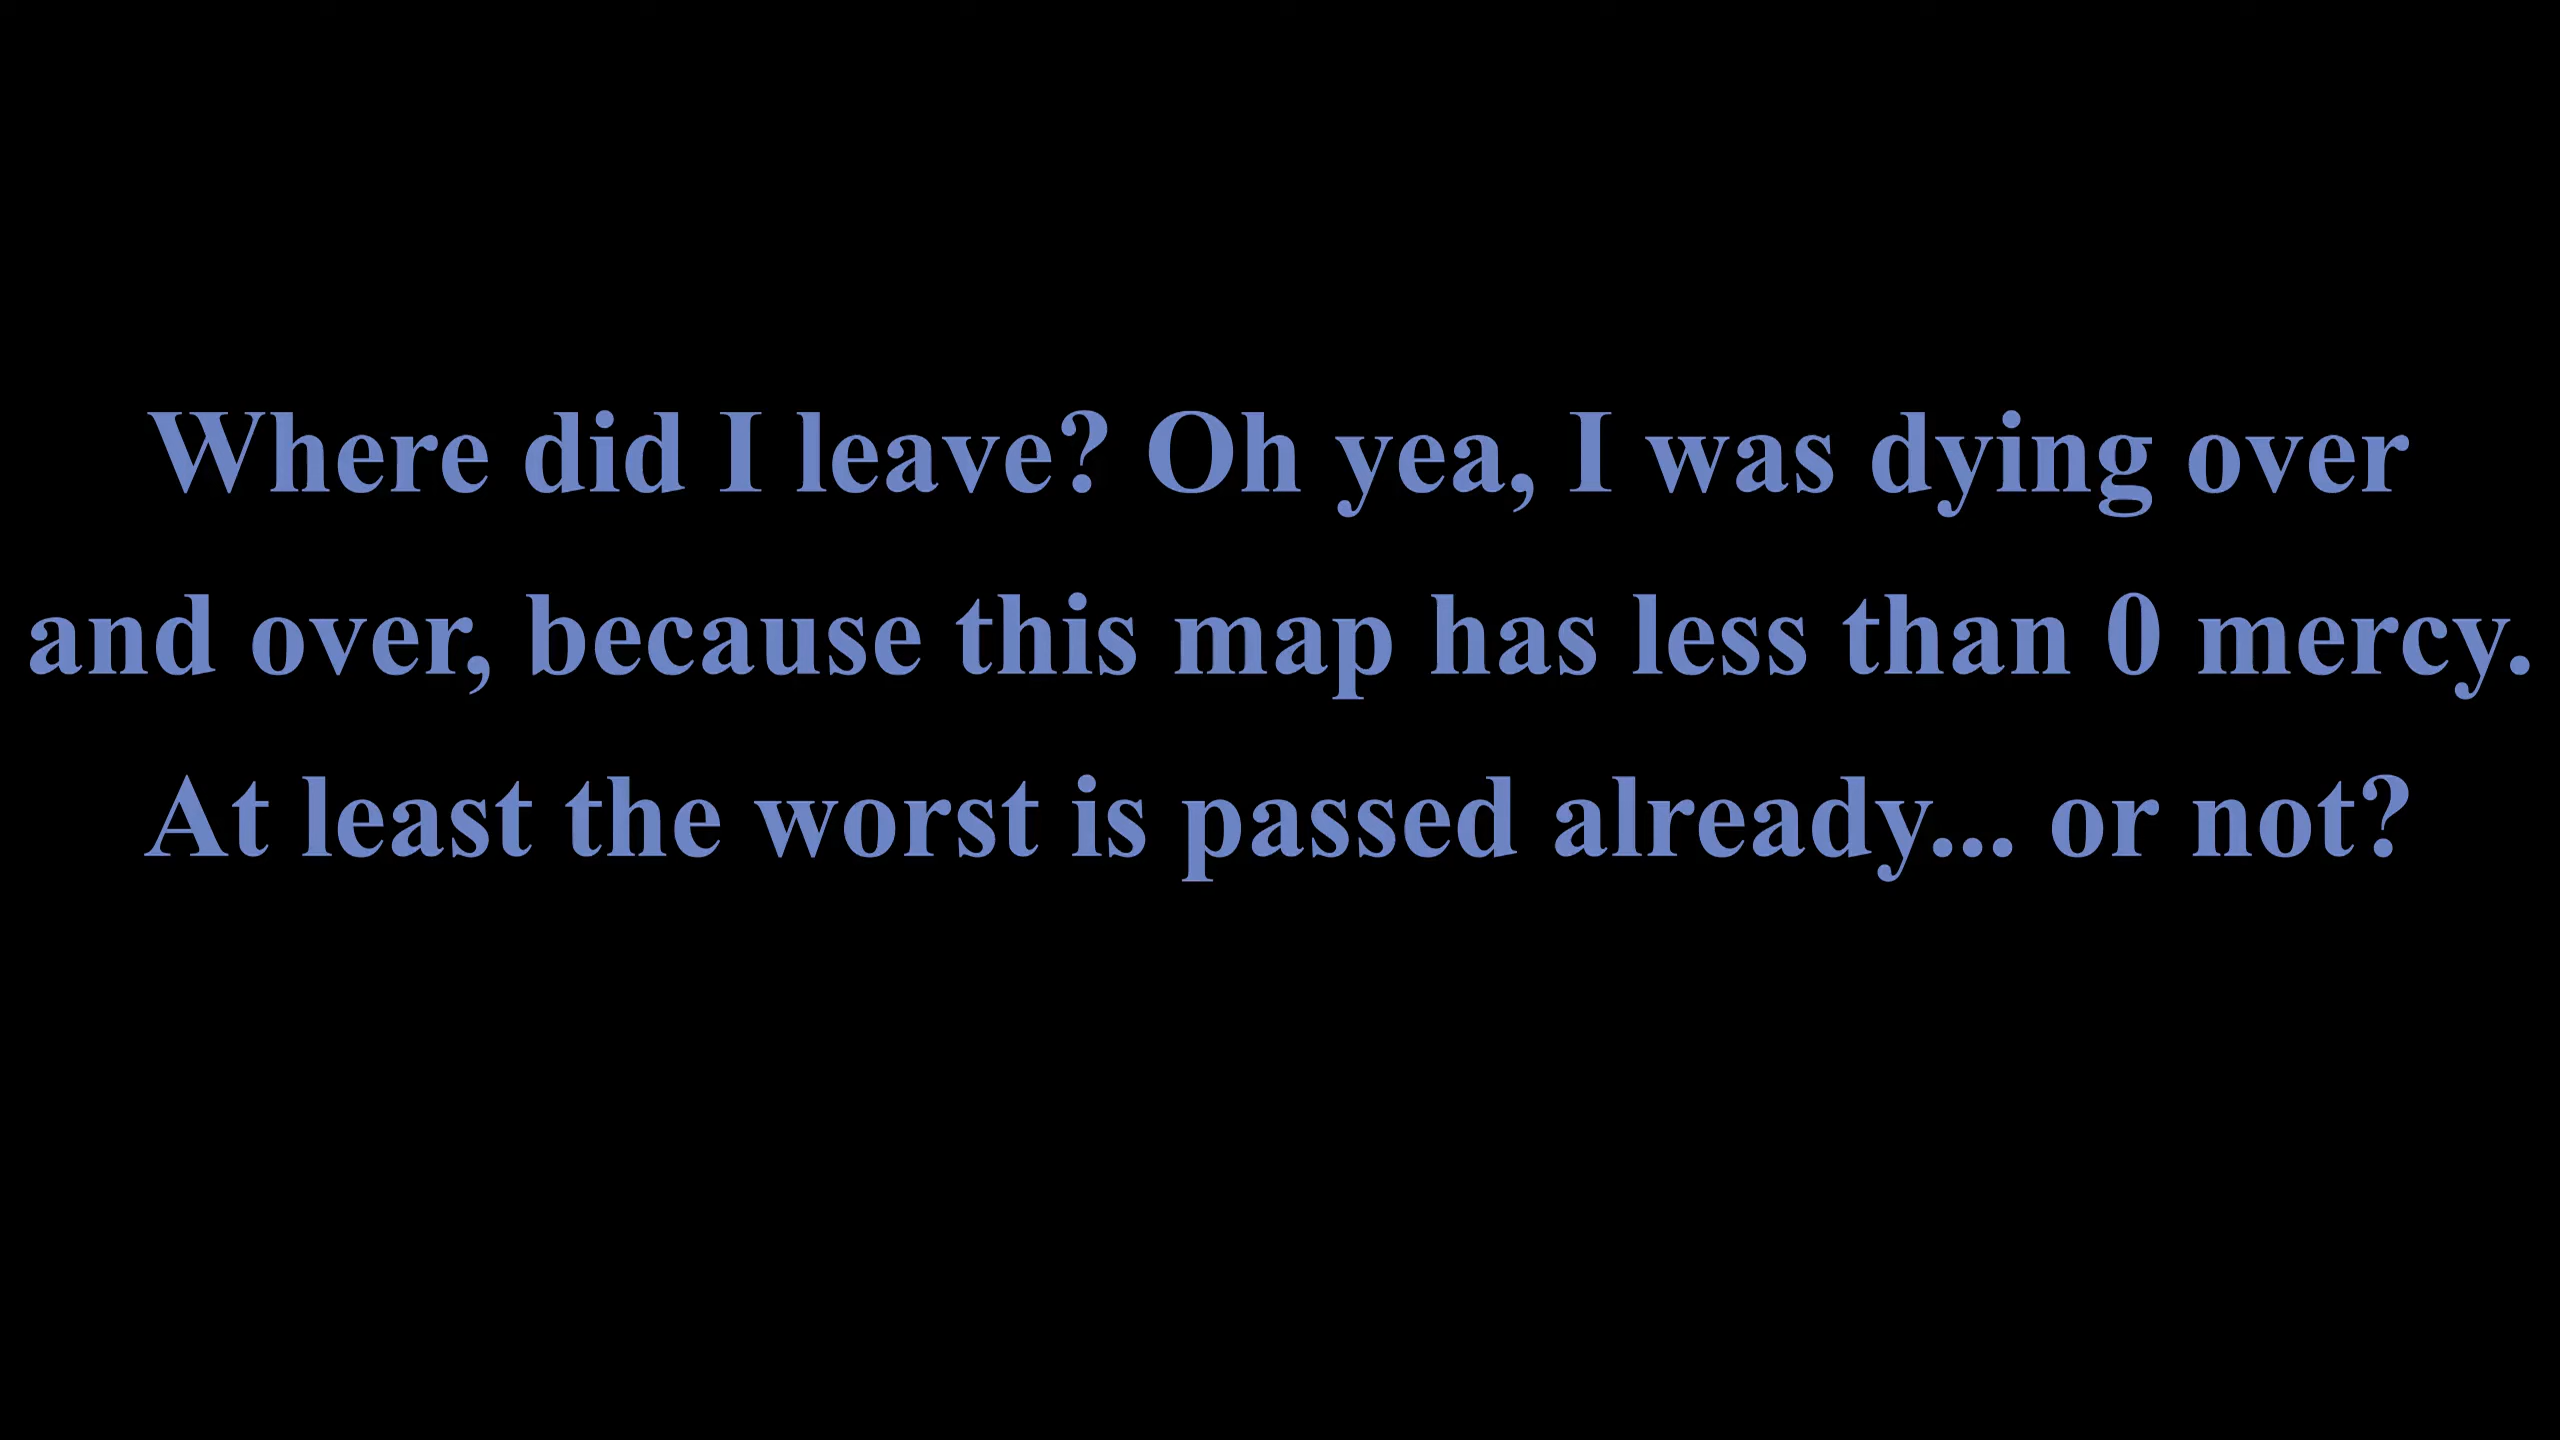 Where did I leave? Oh yea, I was dying over
and over, because this map has less than 0 mercy.
At least the worst is passed already... or not?